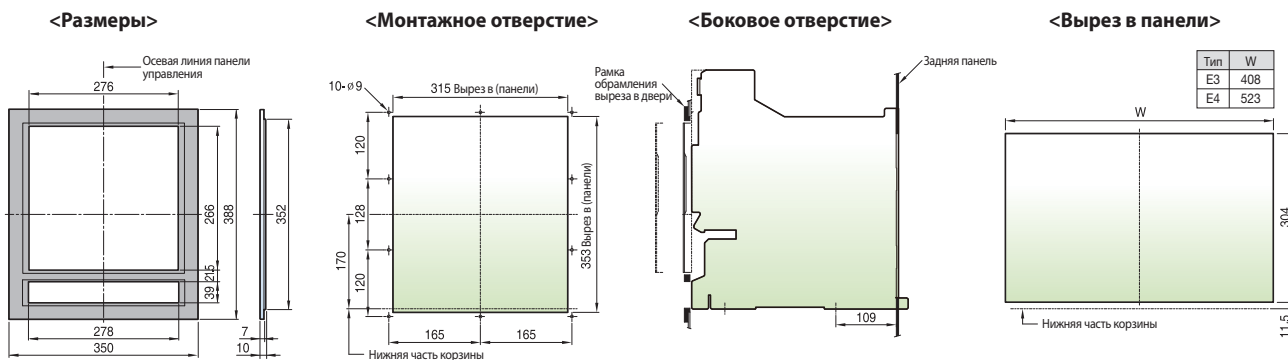 <Размеры>
Осевая линия панели
управления
276
266
388
352
21.5
39
278
350
7
10
<Монтажное отверстие>
10-ø9
315 Вырез в (панели)
120
128
170
120
353 Вырез в (панели)
165
165
Нижняя часть корзины
<Боковое отверстие>
Рамка
обрамления
выреза в двери
Задняя панель
109
<Вырез в панели>
Тип W
E3 408
E4 523
W
304
Нижняя часть корзины
11.5